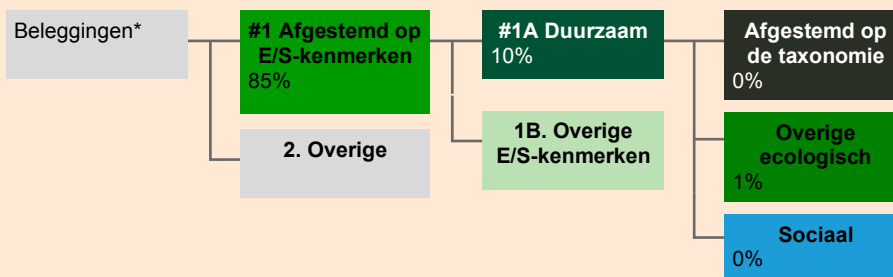 Beleggingen*
#1 Afgestemd op
E/S-kenmerken
85%
2. Overige
#1A Duurzaam
10%
1B. Overige
E/S-kenmerken
Afgestemd op
de taxonomie
0%
Overige
ecologisch
1%
Sociaal
0%